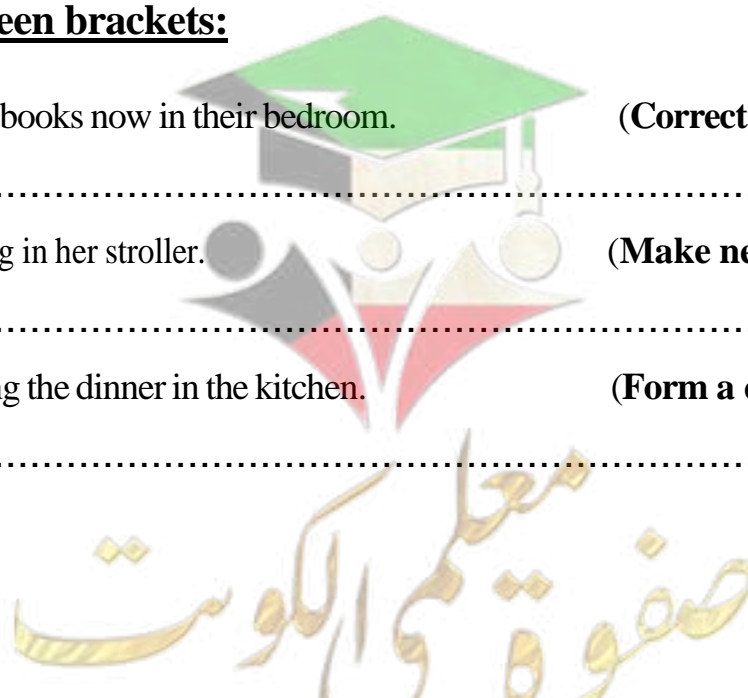 een brackets:
books now in their bedroom. (Correct
................................................................
g in her stroller. (Make ne
................................................................
ng the dinner in the kitchen. (Form a
................................................................
صفوة معلمي الكويت